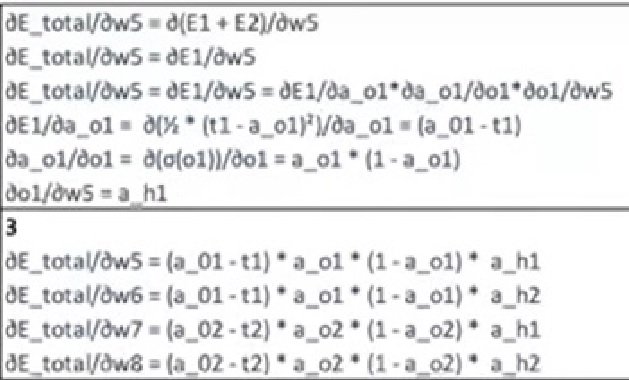 ∂E_total/∂w5 = ∂(E1 + E2)/∂w5
∂E_total/∂w5 = ∂E1/∂w5
∂E_total/∂w5 = ∂E1/∂w5 = ∂E1/∂a_o1*∂a_o1/∂o1*∂o1/∂w5
∂E1/∂a_o1 = ∂(½ * (t1 - a_o1)²)/∂a_o1 = (a_01 - t1)
∂a_o1/∂o1 = ∂(σ(o1))/∂o1 = a_o1 * (1 - a_o1)
∂o1/∂w5 = a_h1
3
∂E_total/∂w5 = (a_01 - t1) * a_o1 * (1 - a_o1) * a_h1
∂E_total/∂w6 = (a_01 - t1) * a_o1 * (1 - a_o1) * a_h2
∂E_total/∂w7 = (a_02 - t2) * a_o2 * (1 - a_o2) * a_h1
∂E_total/∂w8 = (a_02 - t2) * a_o2 * (1 - a_o2) * a_h2